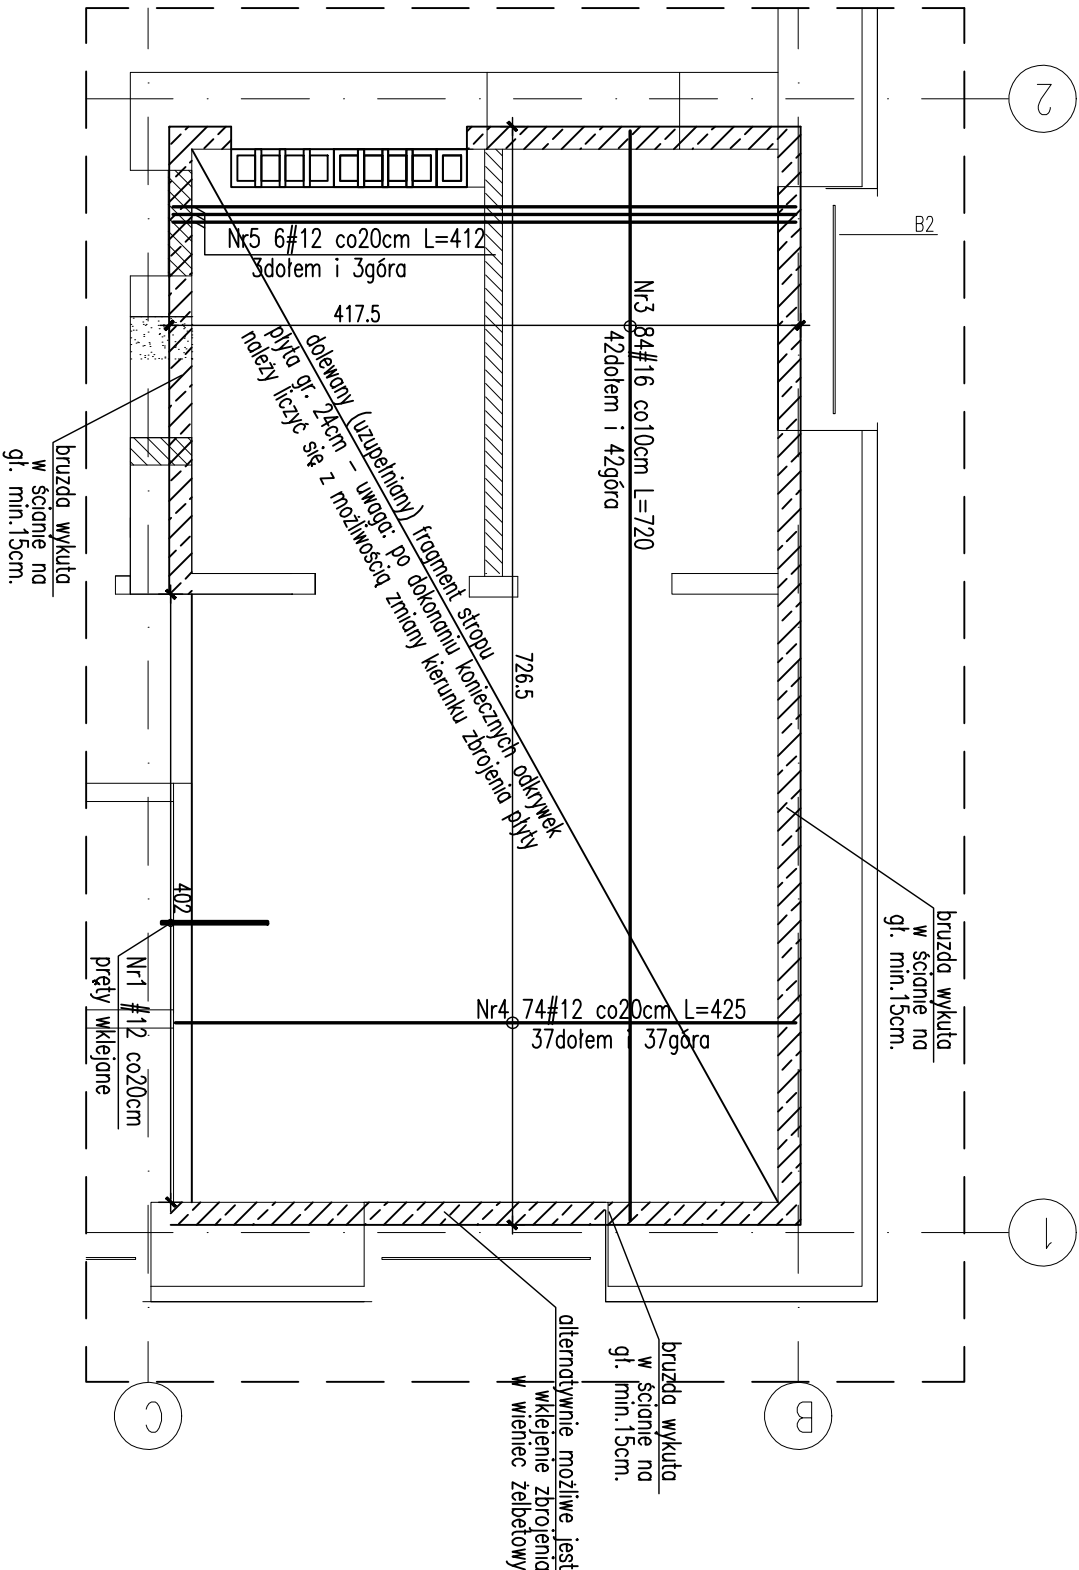 2
B2
Nr5 6#12 co20cm L=412
3dołem i 3góra
417.5
Nr3 84#16 co10cm L=720
42dołem i 42góra
dolewany (uzupełniany) fragment stropu
płyta gr. 24cm - uwaga: po dokonaniu koniecznych odkrywek
należy liczyć się z możliwością zmiany kierunku zbrojenia płyty
bruzda wykuta
w ścianie na
gł. min.15cm.
726.5
402
Nr1 #12 co20cm
pręty wklejane
Nr4 74#12 co20cm L=425
37dołem i 37góra
bruzda wykuta
w ścianie na
gł. min.15cm.
1
bruzda wykuta
w ścianie na
gł. min.15cm.
alternatywnie możliwe jest
wklejenie zbrojenia
w wieniec żelbetowy
C
B